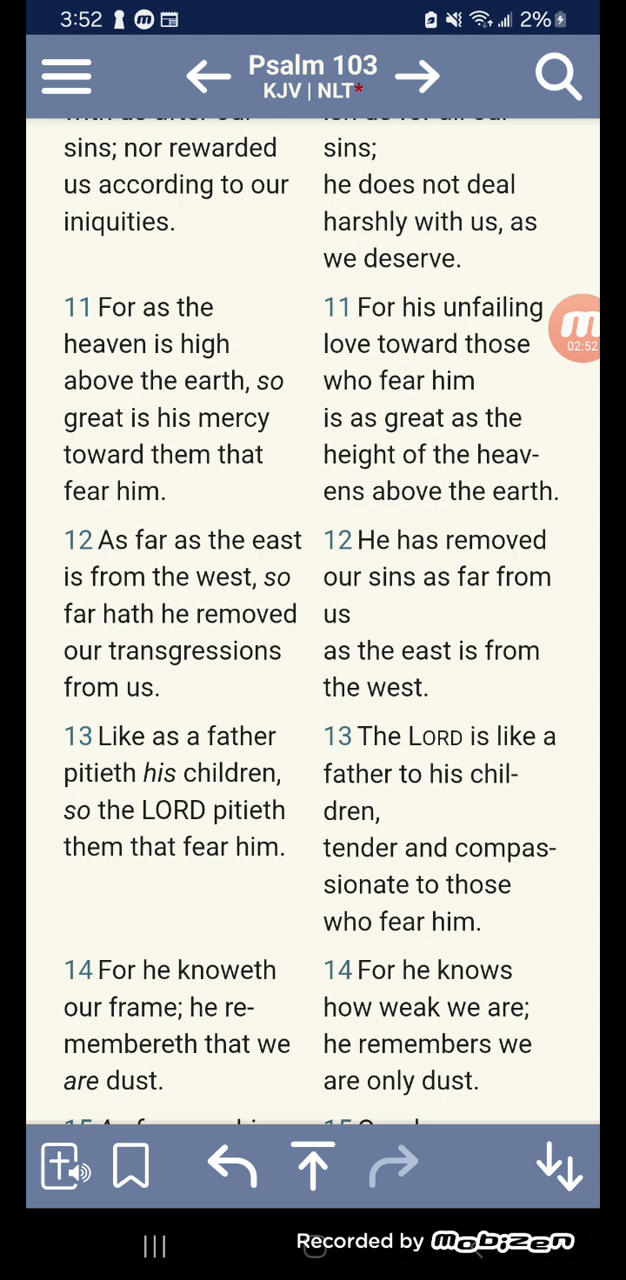 3:52
2%
Psalm 103
KJV | NLT*
sins; nor rewarded
us according to our
iniquities.
11 For as the
heaven is high
above the earth, so
great is his mercy
toward them that
fear him.
12 As far as the east
is from the west, so
far hath he removed
our transgressions
from us.
13 Like as a father
pitieth his children,
so the LORD pitieth
them that fear him.
14 For he knoweth
our frame; he re-
membereth that we
are dust.
sins;
he does not deal
harshly with us, as
we deserve.
11 For his unfailing
love toward those
who fear him
is as great as the
height of the heav-
ens above the earth.
12 He has removed
our sins as far from
us
as the east is from
the west.
13 The LORD is like a
father to his chil-
dren,
tender and compas-
sionate to those
who fear him.
14 For he knows
how weak we are;
he remembers we
are only dust.
m
02:52
Recorded by Mobizen